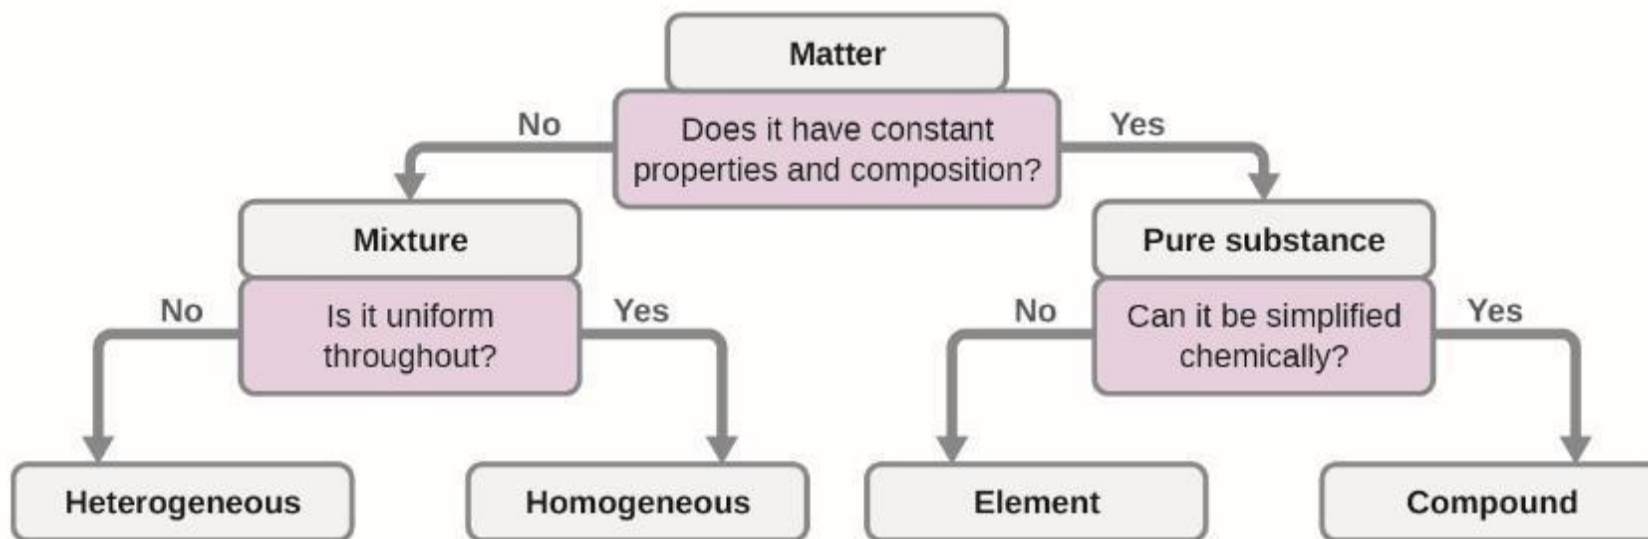 Matter
No
Does it have constant
properties and composition?
Yes
Mixture
Pure substance
No
Is it uniform
throughout?
Yes
No
Can it be simplified
chemically?
Yes
Heterogeneous
Homogeneous
Element
Compound